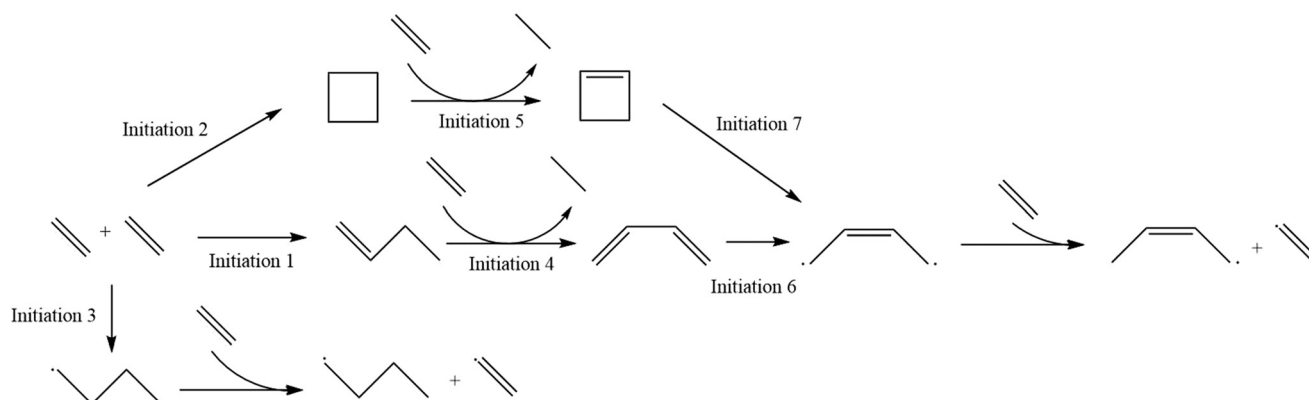 Initiation 2
Initiation 5
Initiation 7
+
Initiation 1
Initiation 4
Initiation 6
+
Initiation 3
+